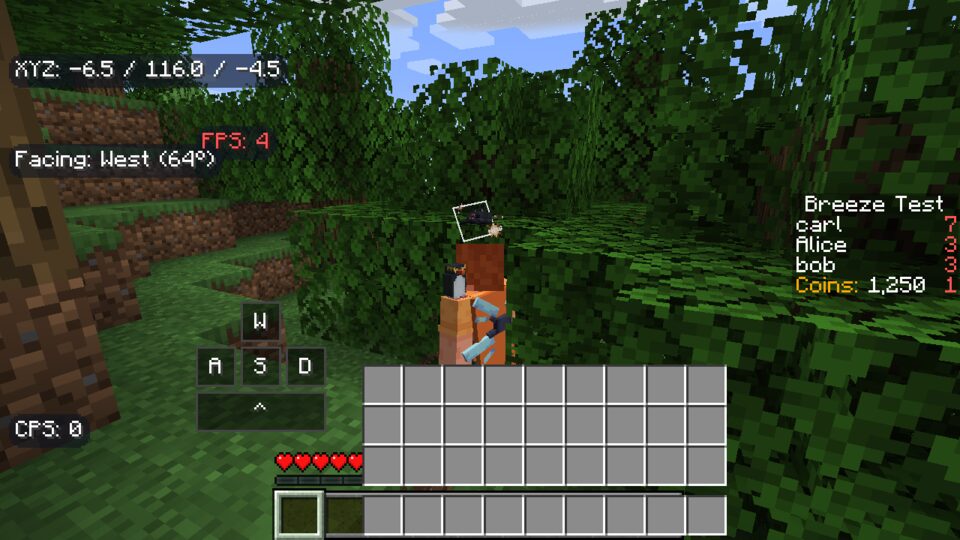 XYZ: -6.5 / 116.0 / -4.5
FPS: 4
Facing: West (64°)
Breeze Test
carl 7
Alice 3
bob 3
Coins: 1,250 1
W
A S D
^
CPS: 0